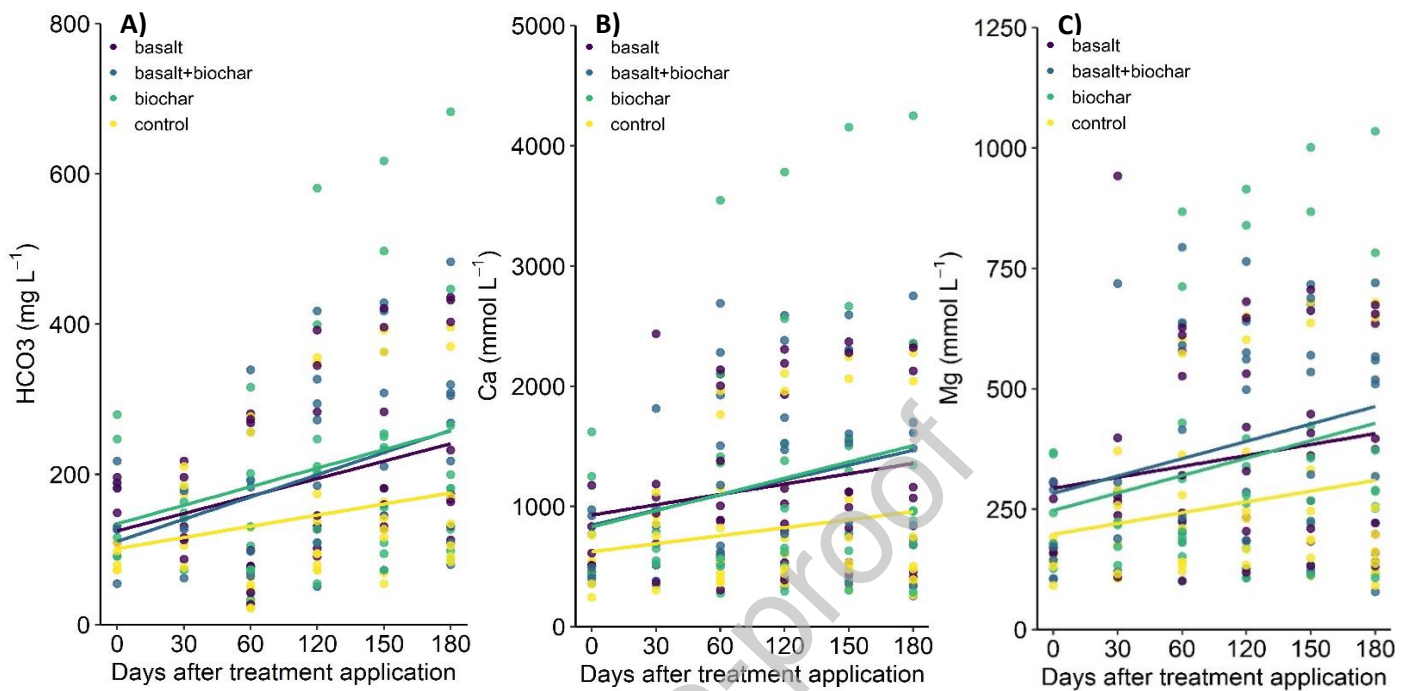 A)
basalt
basalt+biochar
biochar
control
800
600
400
200
0
HCO3 (mg L⁻¹)
0 30 60 120 150 180
Days after treatment application
B)
basalt
basalt+biochar
biochar
control
5000
4000
3000
2000
1000
0
Ca (mmol L⁻¹)
0 30 60 120 150 180
Days after treatment application
C)
basalt
basalt+biochar
biochar
control
1250
1000
750
500
250
0
Mg (mmol L⁻¹)
0 30 60 120 150 180
Days after treatment application
-proof